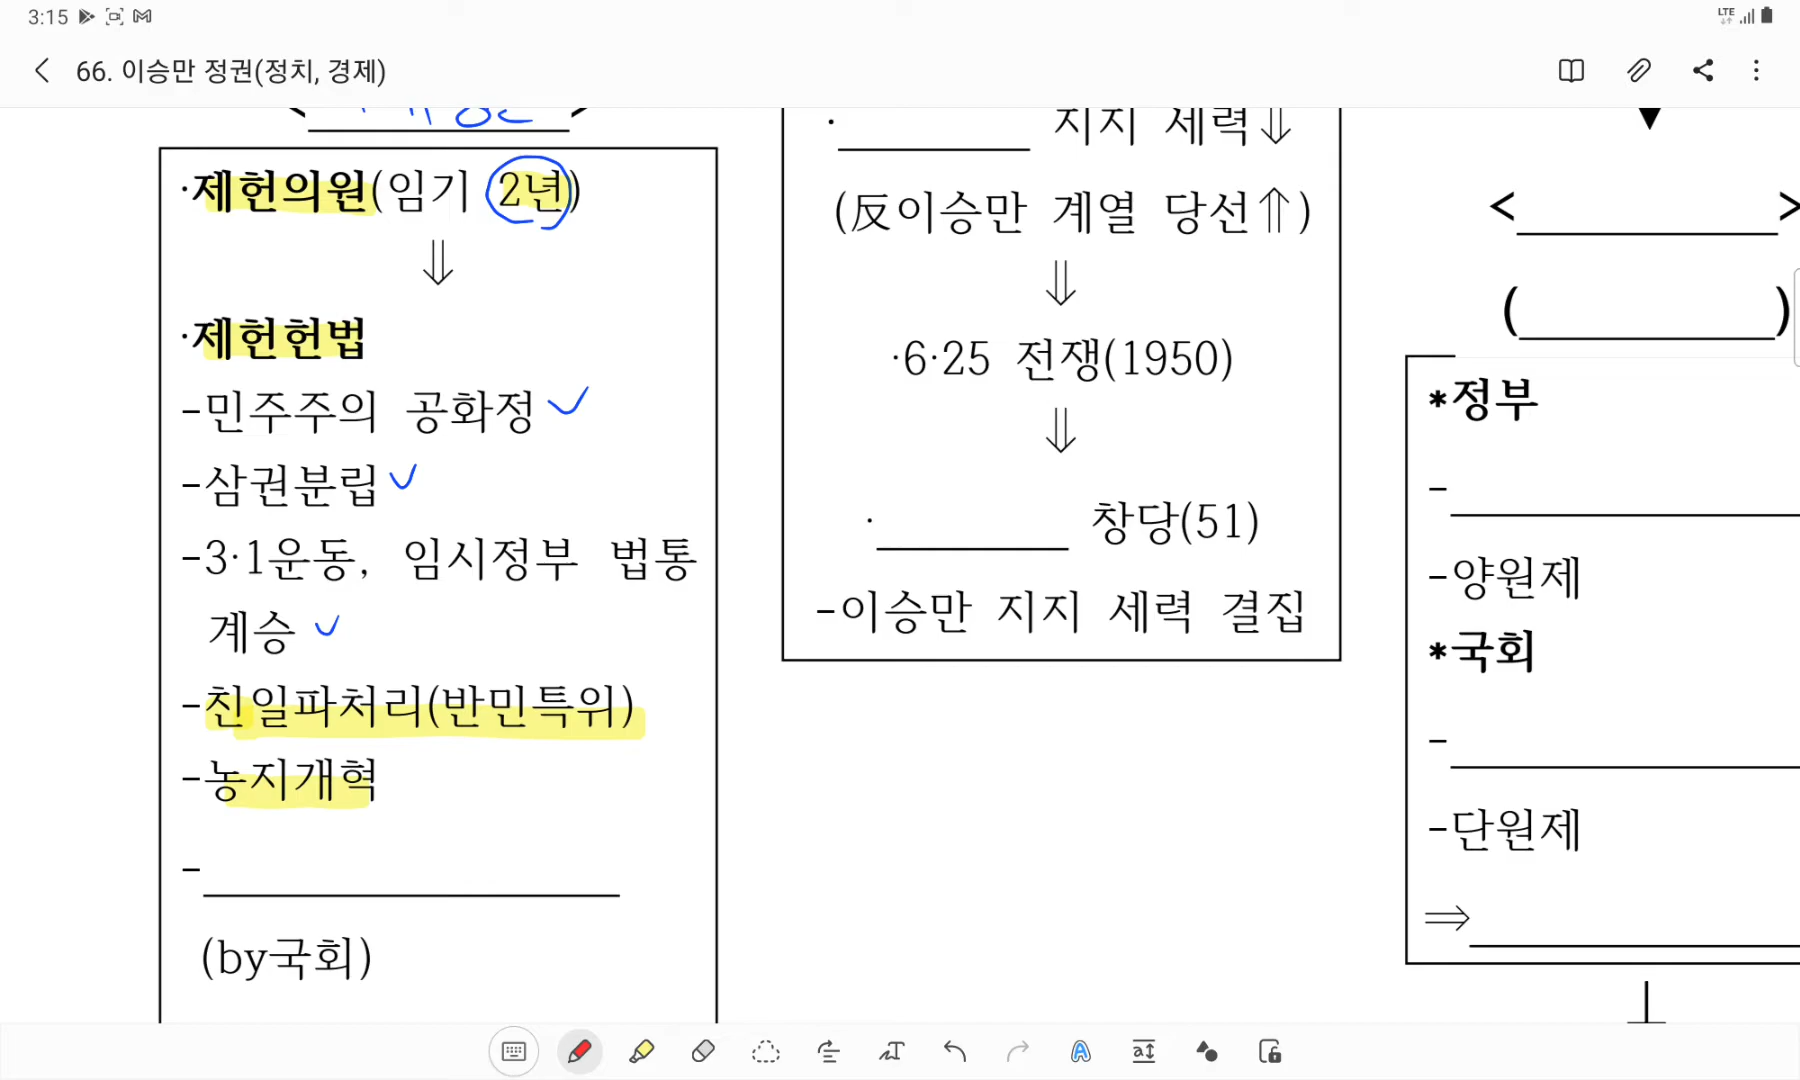 3:15
LTE
66. 이승만 정권(정치, 경제)
·제헌의원(임기 2년)
⇓
·제헌헌법
-민주주의 공화정
-삼권분립
-3·1운동, 임시정부 법통
계승
-친일파처리(반민특위)
-농지개혁
-
(by국회)
· 지지 세력⇓
(反이승만 계열 당선⇑)
⇓
·6·25 전쟁(1950)
⇓
· 창당(51)
-이승만 지지 세력 결집
▼
< >
( )
*정부
-
-양원제
*국회
-
-단원제
⇒